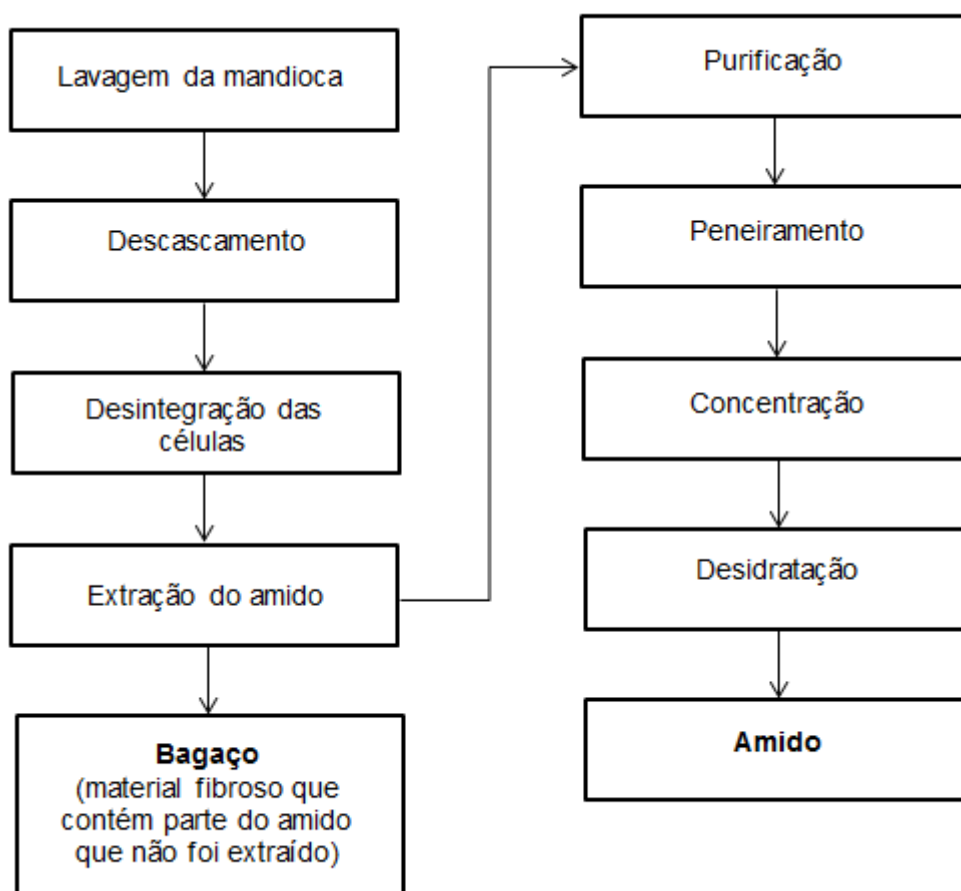 Lavagem da mandioca
Descascamento
Desintegração das
células
Extração do amido
Bagaço
(material fibroso que
contém parte do amido
que não foi extraído)
Purificação
Peneiramento
Concentração
Desidratação
Amido